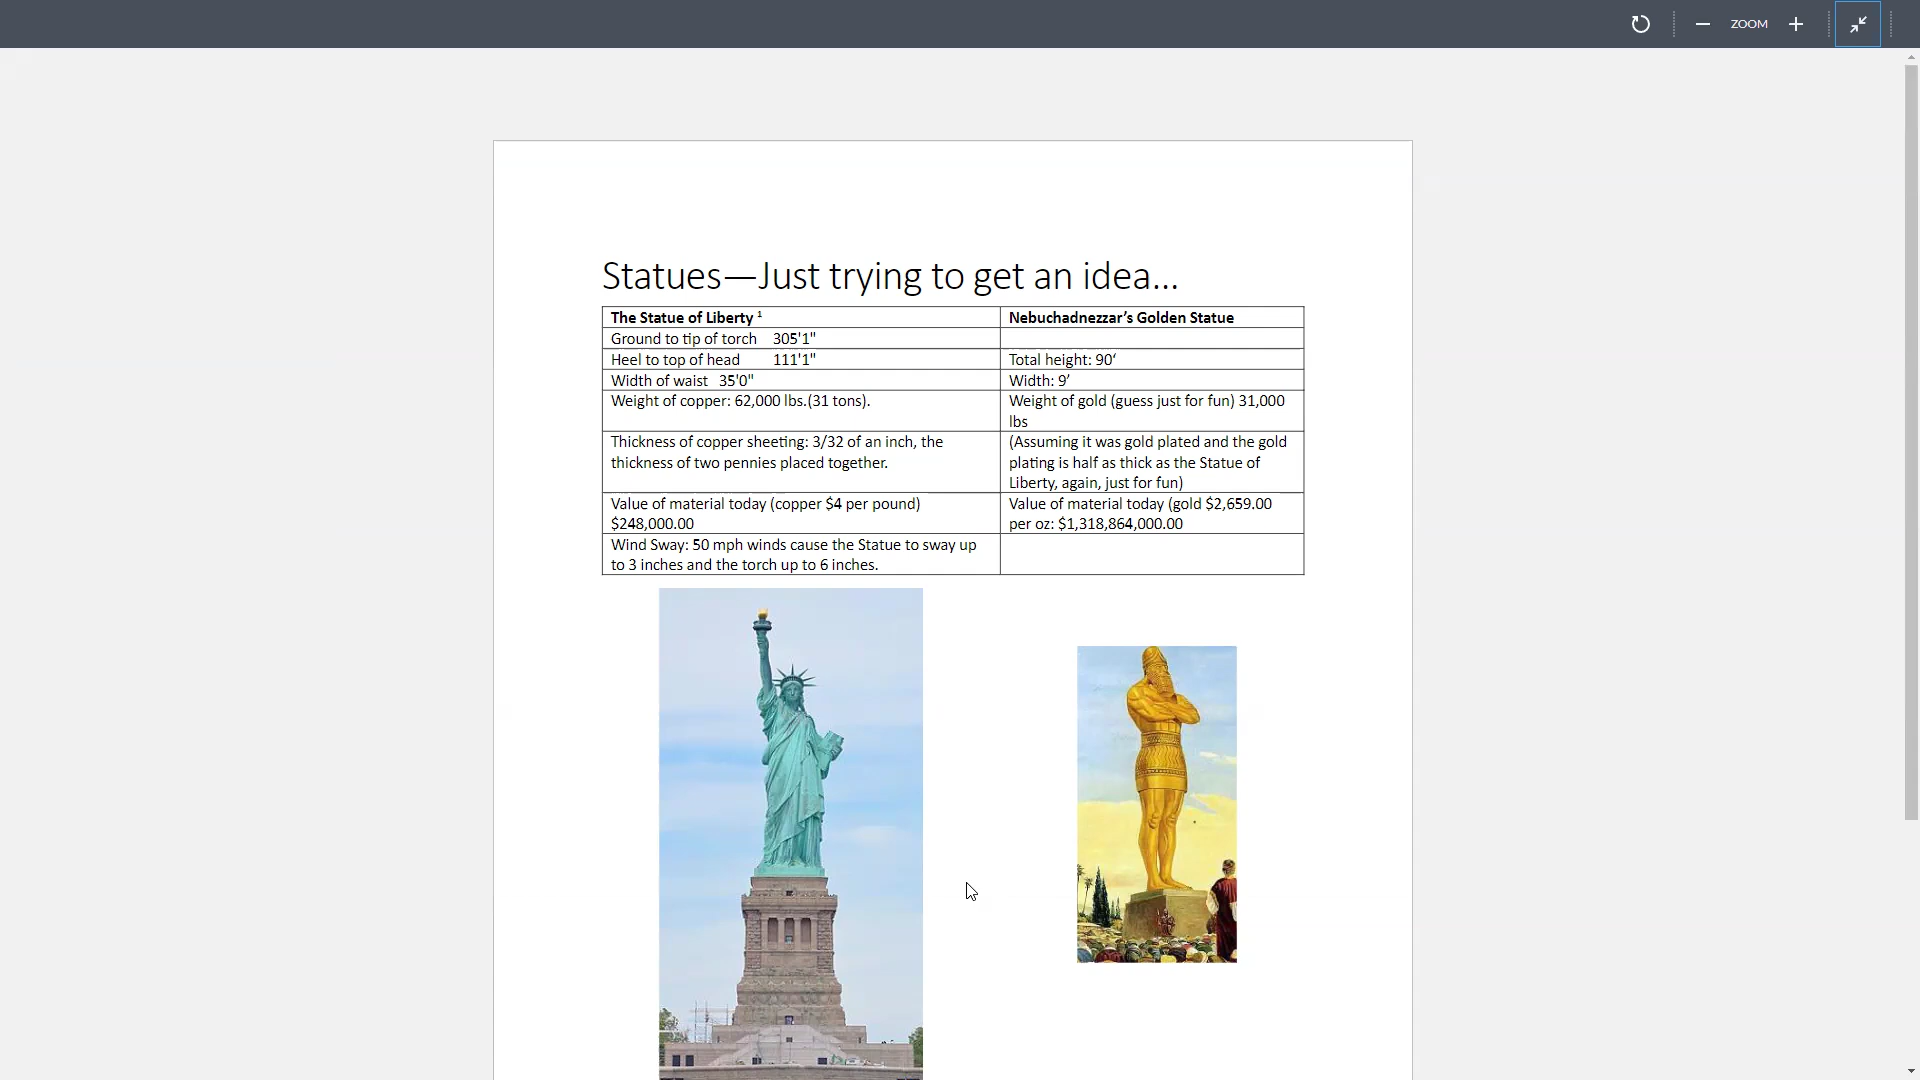 ZOOM
Statues—Just trying to get an idea...
The Statue of Liberty ¹
Nebuchadnezzar’s Golden Statue
Ground to tip of torch 305'1"
Heel to top of head 111'1"
Total height: 90‘
Width of waist 35'0"
Width: 9’
Weight of copper: 62,000 lbs.(31 tons).
Weight of gold (guess just for fun) 31,000
lbs
Thickness of copper sheeting: 3/32 of an inch, the
thickness of two pennies placed together.
(Assuming it was gold plated and the gold
plating is half as thick as the Statue of
Liberty, again, just for fun)
Value of material today (copper $4 per pound)
$248,000.00
Value of material today (gold $2,659.00
per oz: $1,318,864,000.00
Wind Sway: 50 mph winds cause the Statue to sway up
to 3 inches and the torch up to 6 inches.